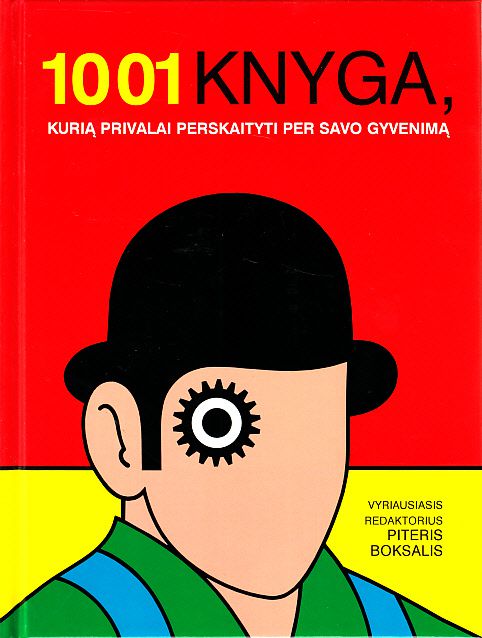 1001 KNYGA,
KURIĄ PRIVALAI PERSKAITYTI PER SAVO GYVENIMĄ
VYRIAUSIASIS
REDAKTORIUS
PITERIS
BOKSALIS